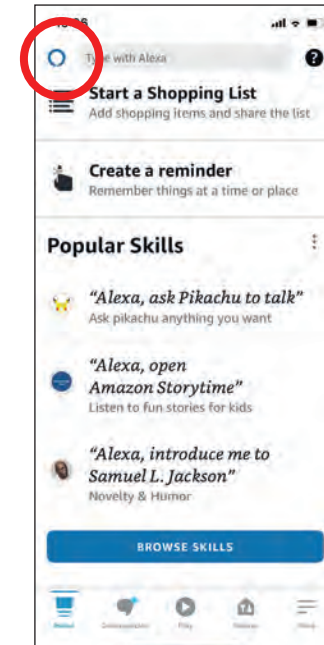 Type with Alexa
Start a Shopping List
Add shopping items and share the list
Create a reminder
Remember things at a time or place
Popular Skills
“Alexa, ask Pikachu to talk”
Ask pikachu anything you want
“Alexa, open
Amazon Storytime”
Listen to fun stories for kids
“Alexa, introduce me to
Samuel L. Jackson”
Novelty & Humor
BROWSE SKILLS
Play